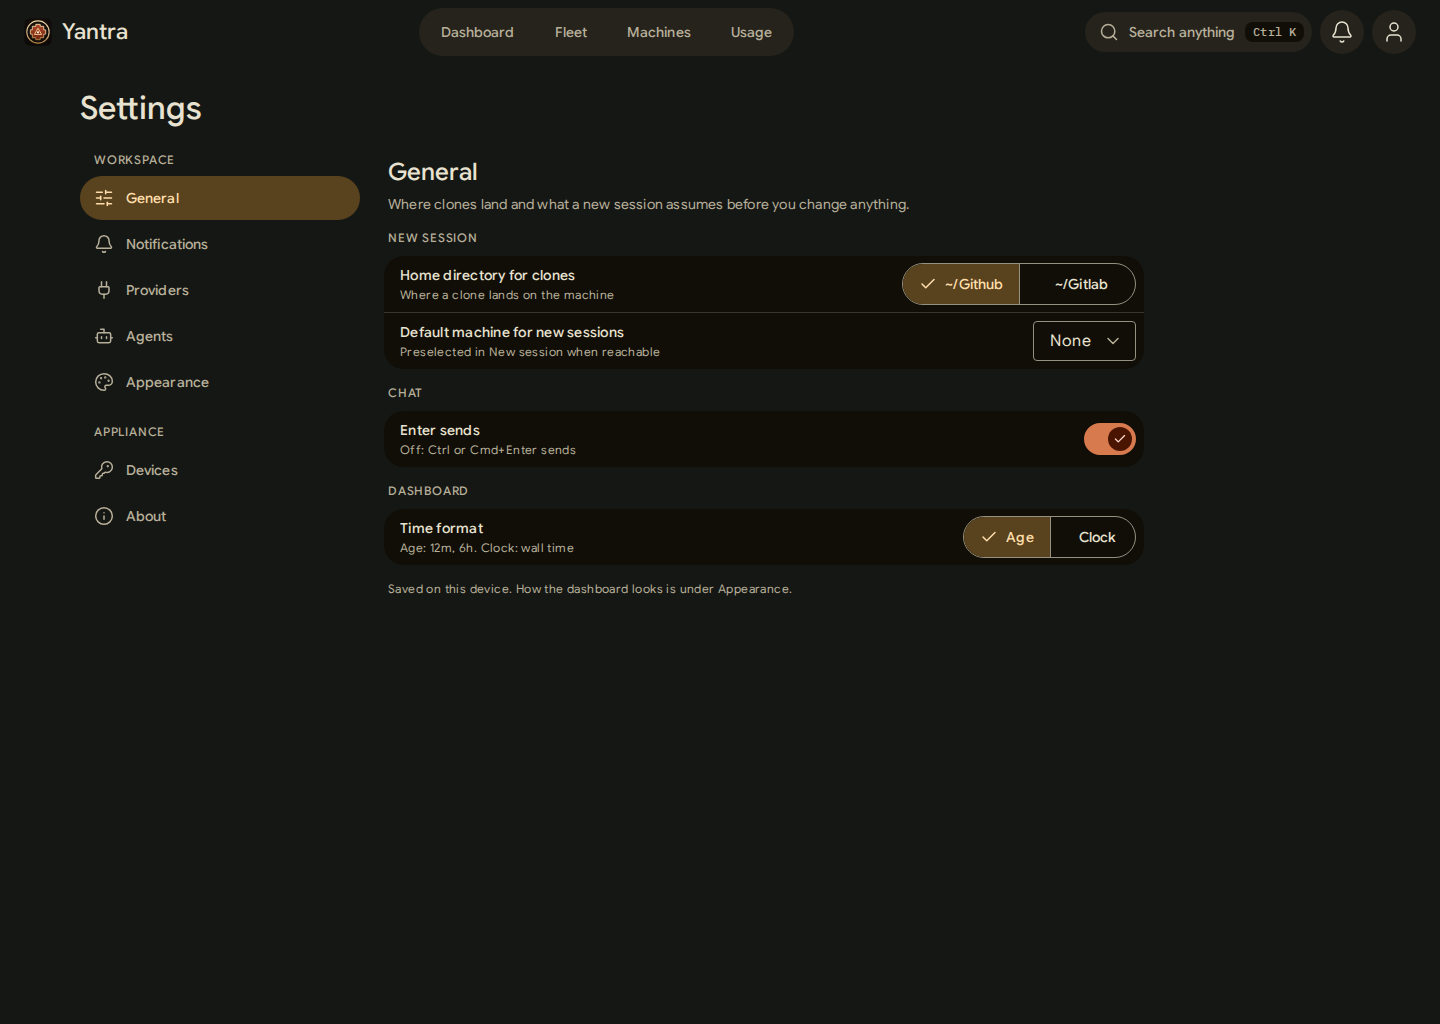 Yantra
Dashboard
Fleet
Machines
Usage
Search anything
Ctrl K
Settings
WORKSPACE
General
Notifications
Providers
Agents
Appearance
APPLIANCE
Devices
About
General
Where clones land and what a new session assumes before you change anything.
NEW SESSION
Home directory for clones
Where a clone lands on the machine
~/Github
~/Gitlab
Default machine for new sessions
Preselected in New session when reachable
None
CHAT
Enter sends
Off: Ctrl or Cmd+Enter sends
DASHBOARD
Time format
Age: 12m, 6h. Clock: wall time
Age
Clock
Saved on this device. How the dashboard looks is under Appearance.